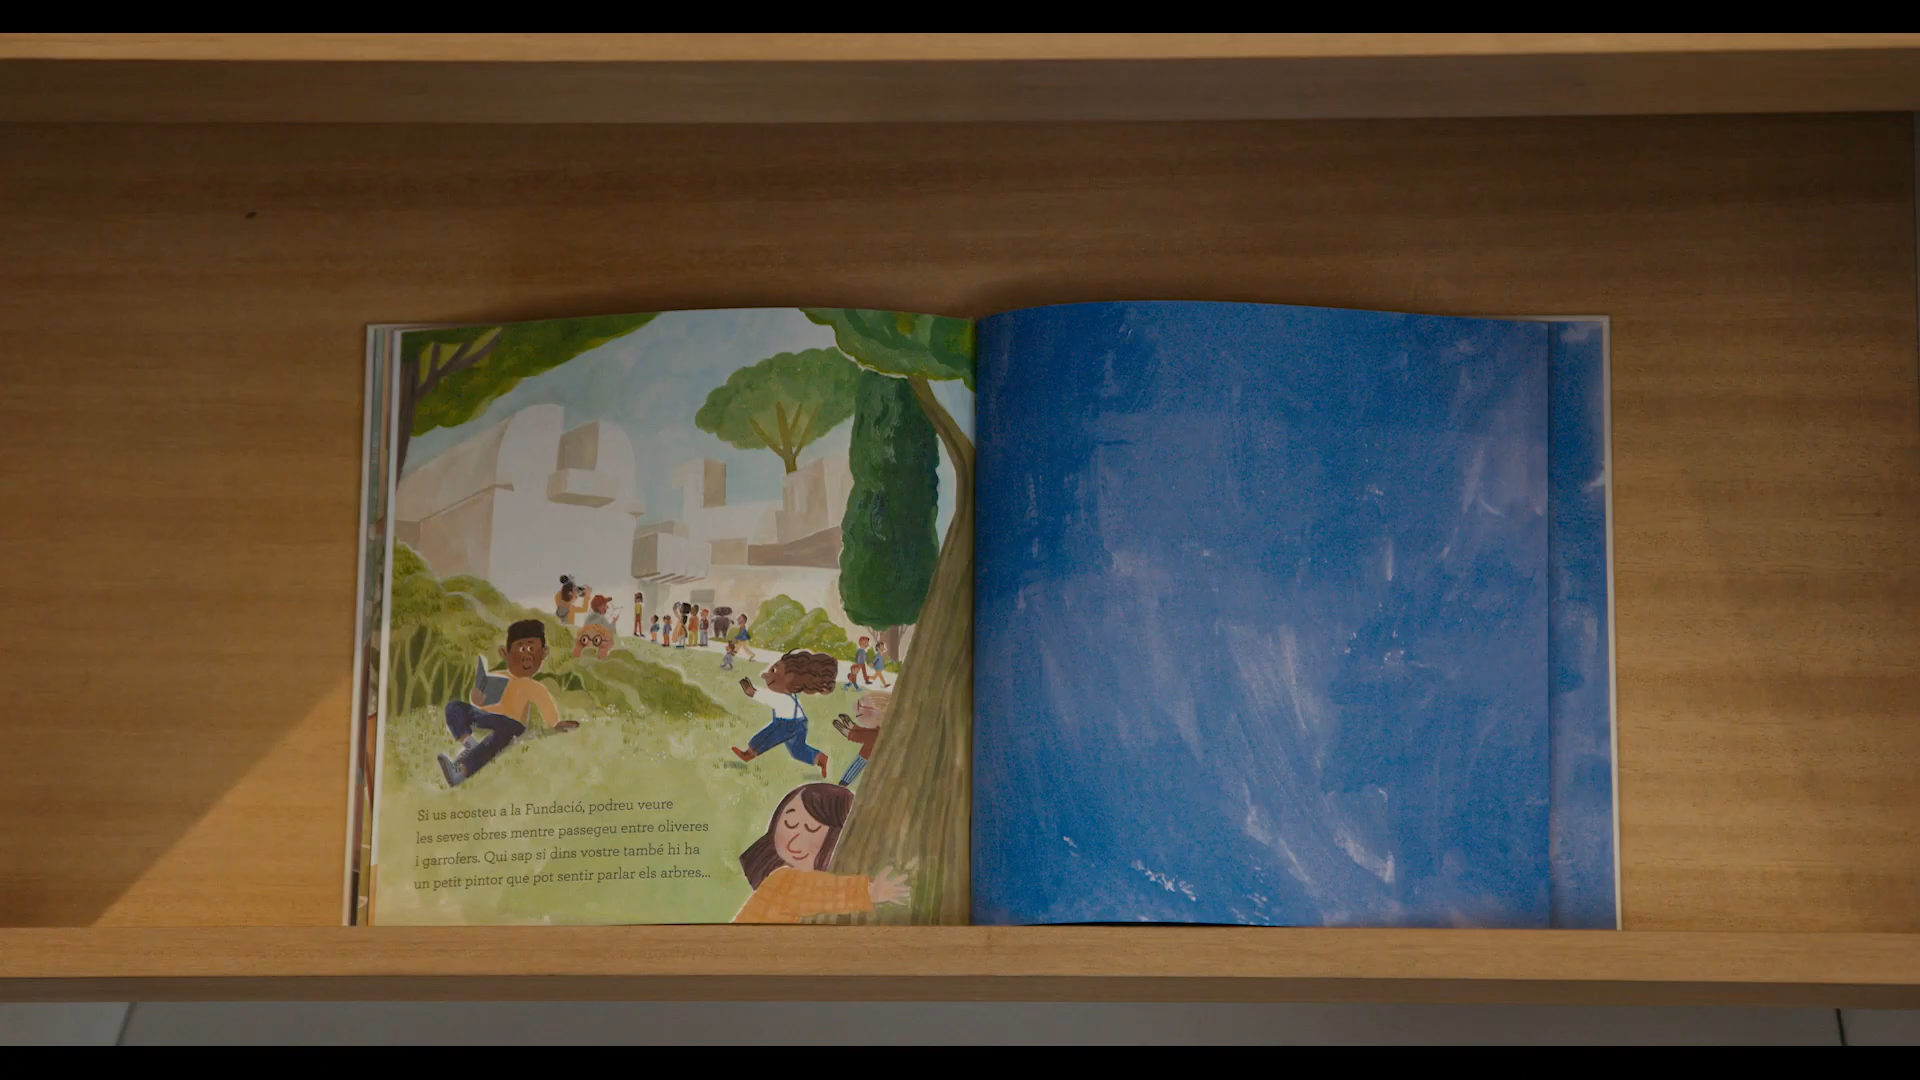 Si us acosteu a la Fundació, podreu veure
les seves obres mentre passegeu entre oliveres
i garrofers. Qui sap si dins vostre també hi ha
un petit pintor que pot sentir parlar els arbres...